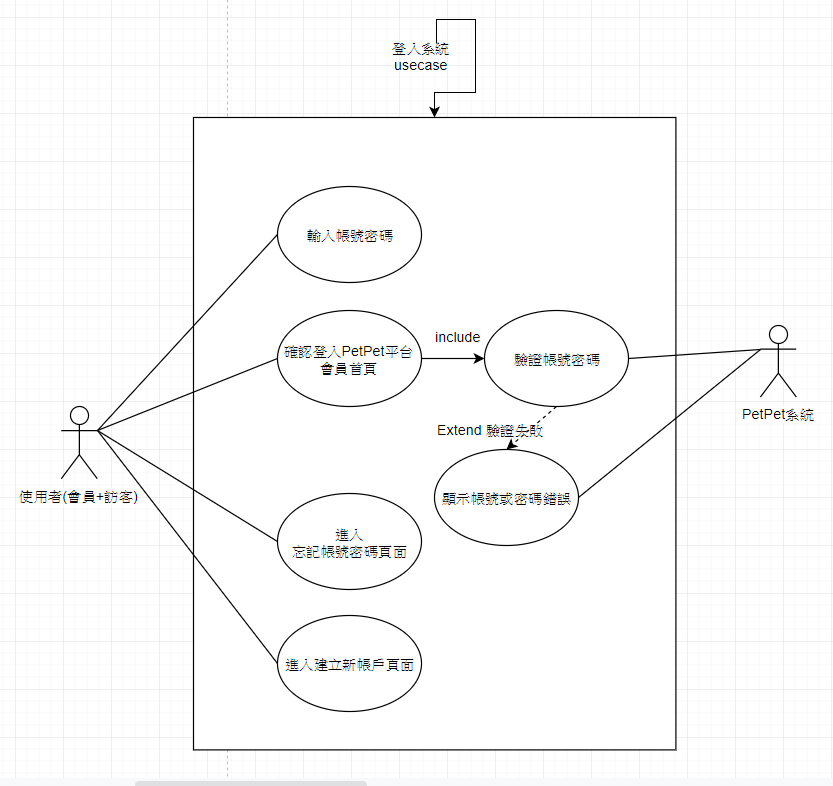 登入系統
usecase
輸入帳號密碼
確認登入PetPet平台
會員首頁
include
驗證帳號密碼
PetPet系統
Extend 驗證失敗
顯示帳號或密碼錯誤
使用者(會員+訪客)
進入
忘記帳號密碼頁面
進入建立新帳戶頁面